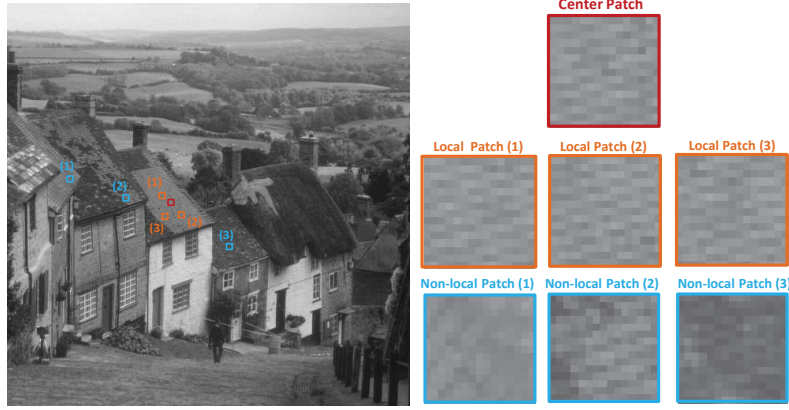 Center Patch
Local Patch (1)
Local Patch (2)
Local Patch (3)
(1)
(2)
(1)
(3)
(2)
(3)
Non-local Patch (1)
Non-local Patch (2)
Non-local Patch (3)